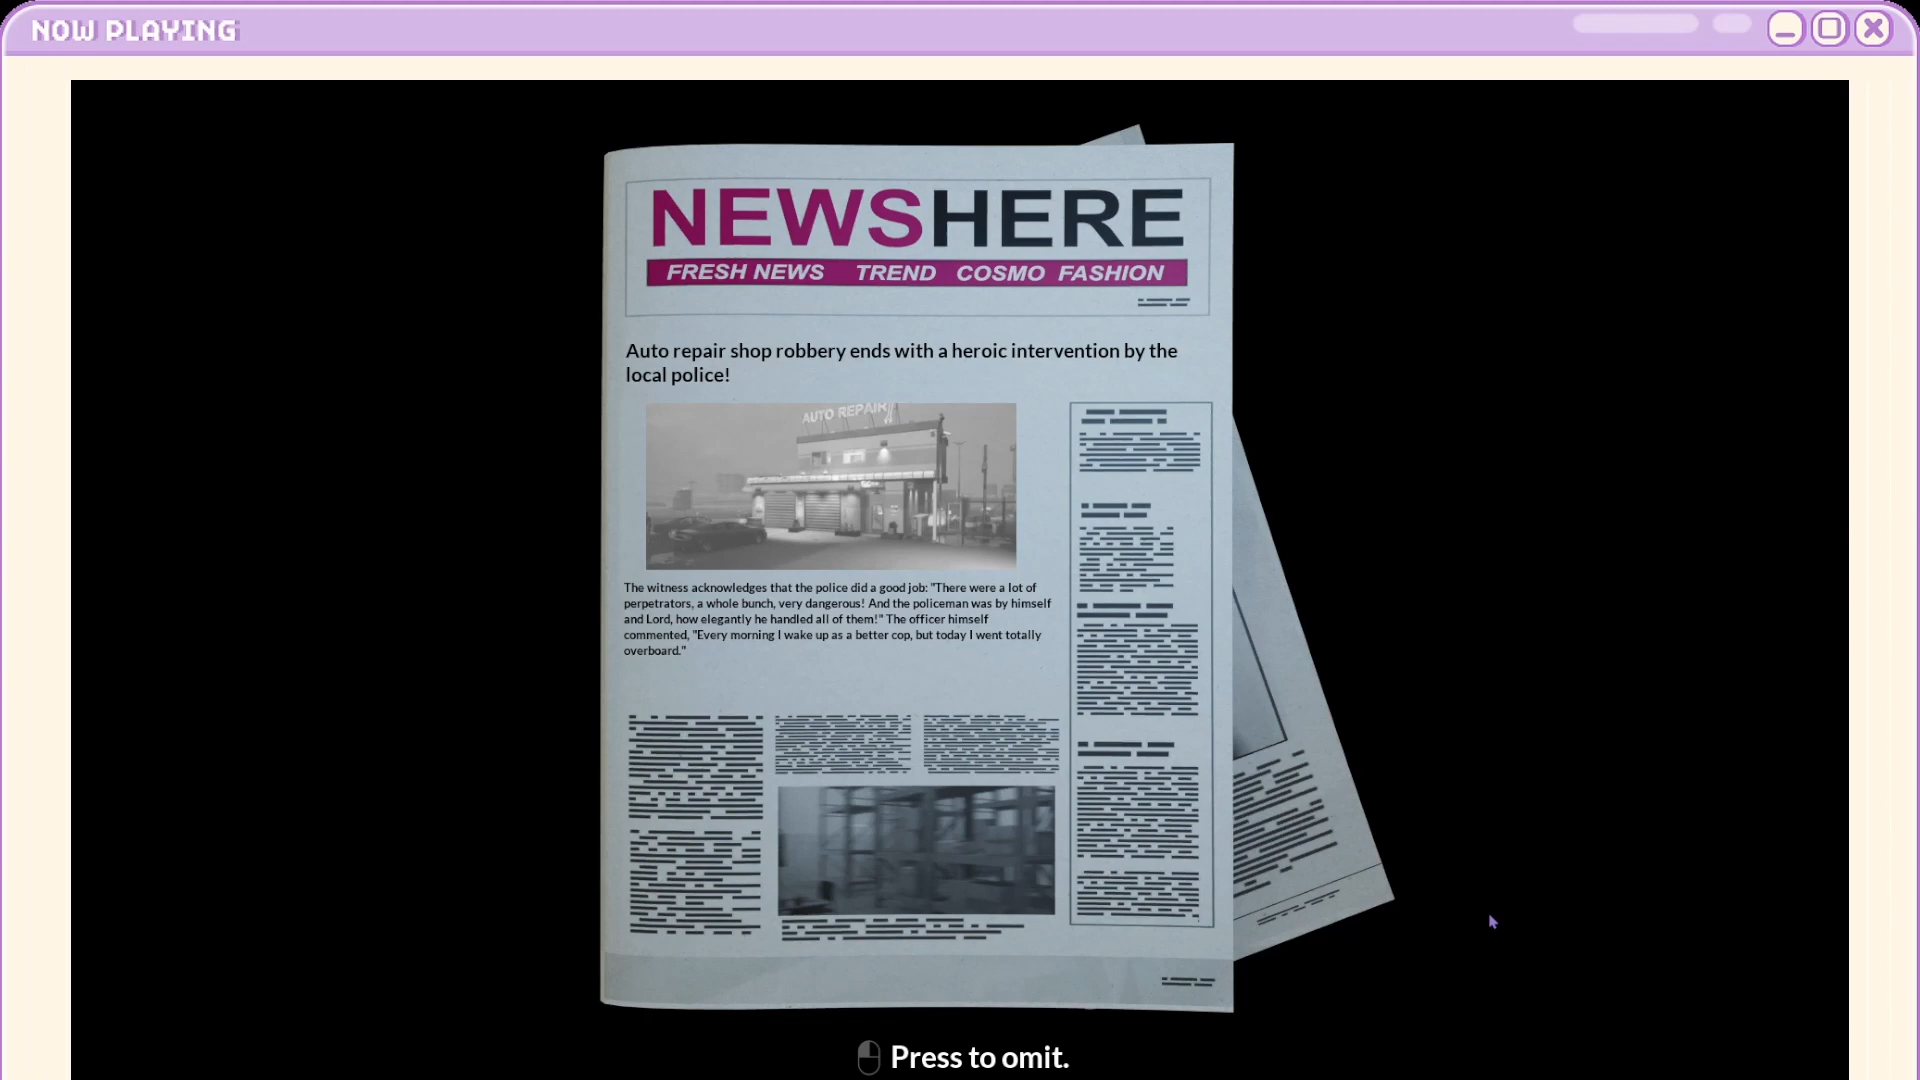 NOW PLAYING
NEWSHERE
FRESH NEWS TREND COSMO FASHION
Auto repair shop robbery ends with a heroic intervention by the
local police!
AUTO REPAIR
The witness acknowledges that the police did a good job: "There were a lot of
perpetrators, a whole bunch, very dangerous! And the policeman was by himself
and Lord, how elegantly he handled all of them!" The officer himself
commented, "Every morning I wake up as a better cop, but today I went totally
overboard."
Press to omit.